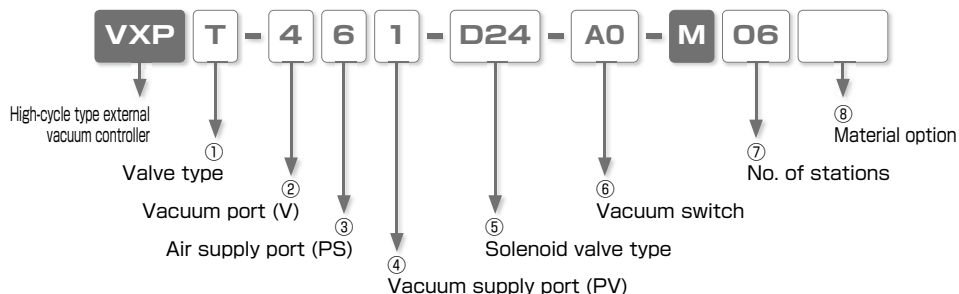 VXP T - 4 6 1 - D24 - A0 - M 06
High-cycle type external
vacuum controller
①
Valve type
②
Vacuum port (V)
③
Air supply port (PS)
④
Vacuum supply port (PV)
⑤
Solenoid valve type
⑥
Vacuum switch
⑦
No. of stations
⑧
Material option